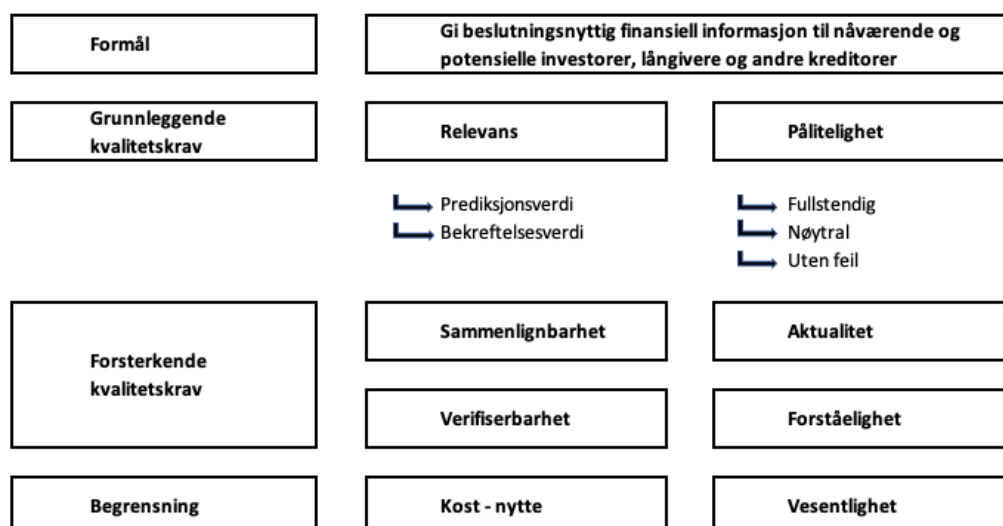 Formål
Gi beslutningsnyttig finansiell informasjon til nåværende og
potensielle investorer, långivere og andre kreditorer
Grunnleggende
kvalitetskrav
Relevans
Pålitelighet
Prediksjonsverdi
Bekreftelsesverdi
Fullstendig
Nøytral
Uten feil
Forsterkende
kvalitetskrav
Sammenlignbarhet
Aktualitet
Verifiserbarhet
Forståelighet
Begrensning
Kost - nytte
Vesentlighet